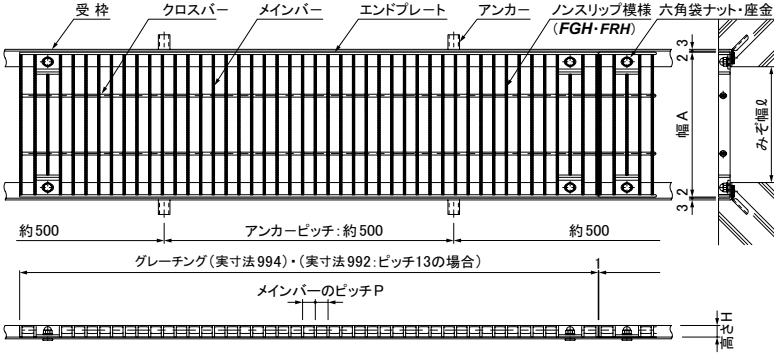 受枠 クロスバー メインバー エンドプレート アンカー ノンスリップ模様 六角袋ナット・座金
(FGH・FRH)
3
2
幅A
みぞ幅ℓ
2
3
約500 アンカーピッチ:約500 約500
グレーチング(実寸法994)・(実寸法992:ピッチ13の場合) 1
メインバーのピッチP
高さH